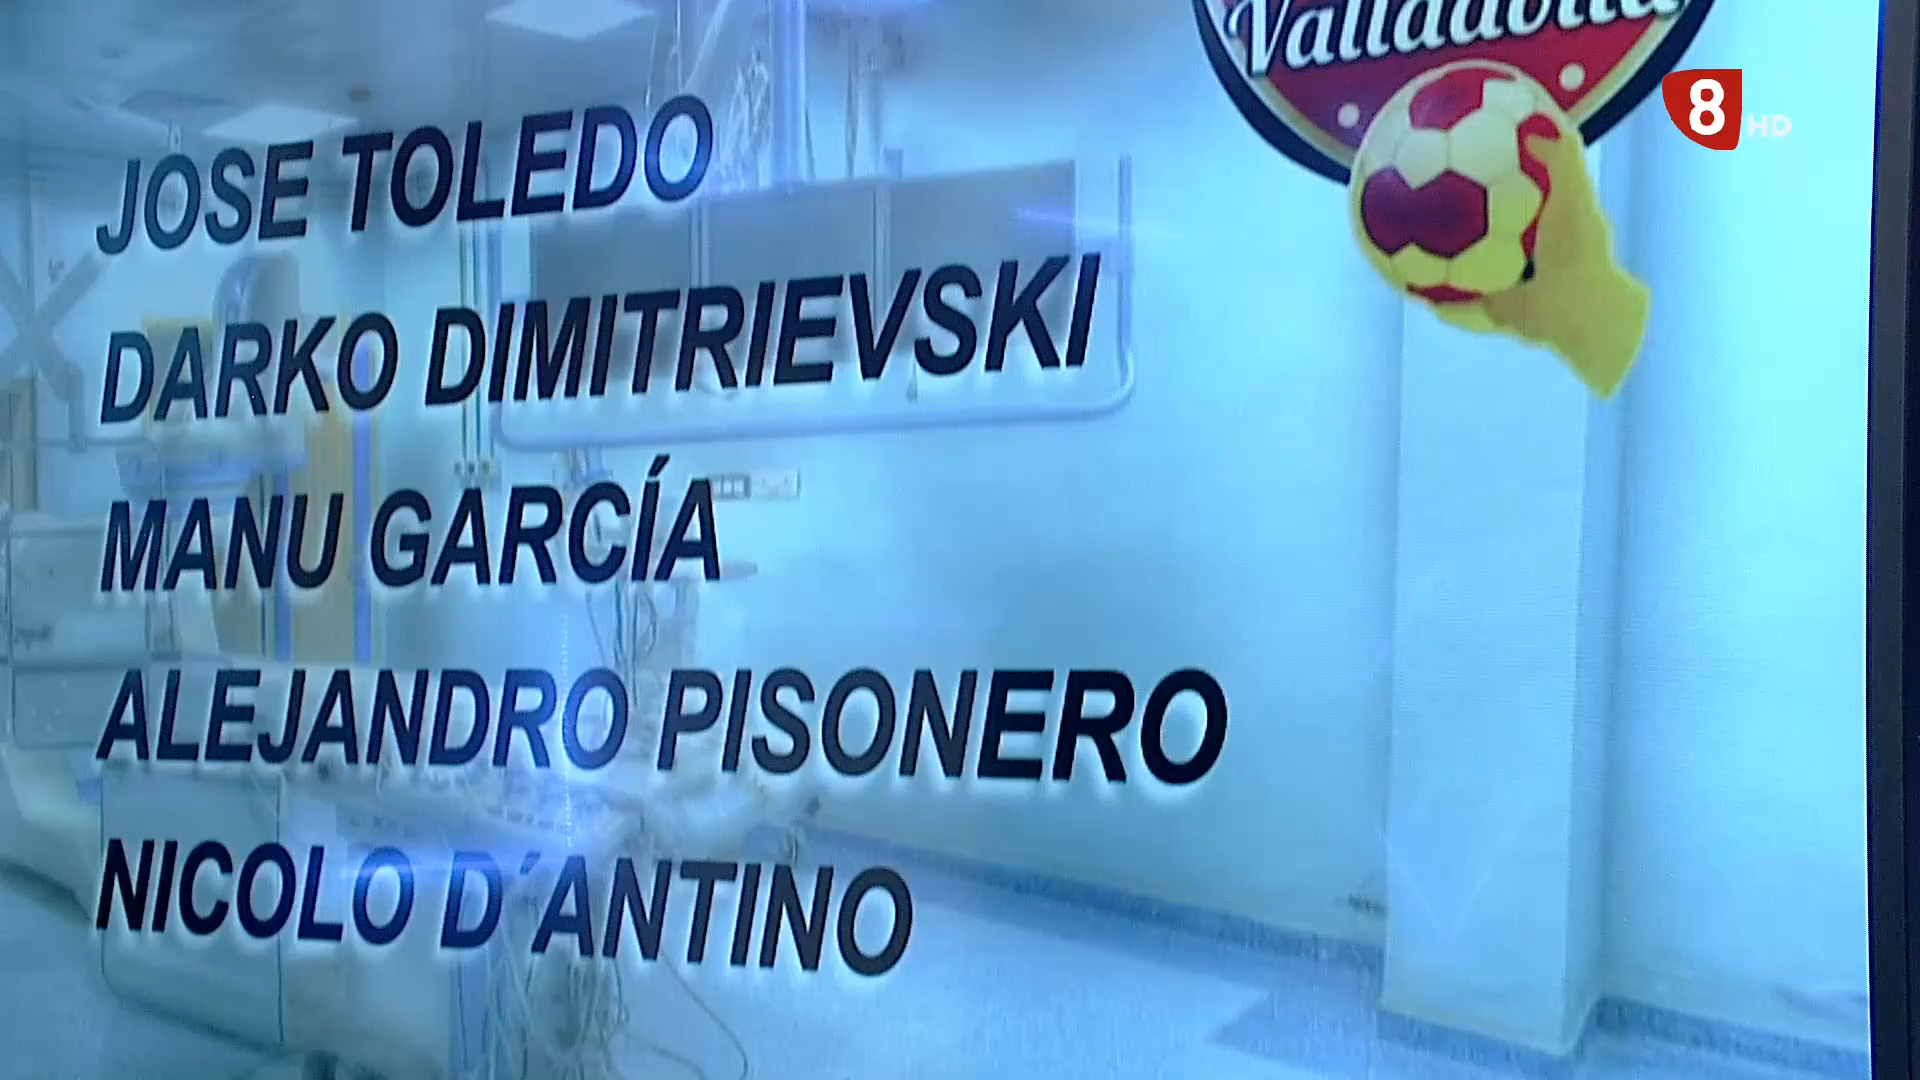 Valladolid
8 HD
JOSE TOLEDO
DARKO DIMITRIEVSKI
MANU GARCÍA
ALEJANDRO PISONERO
NICOLO D´ANTINO